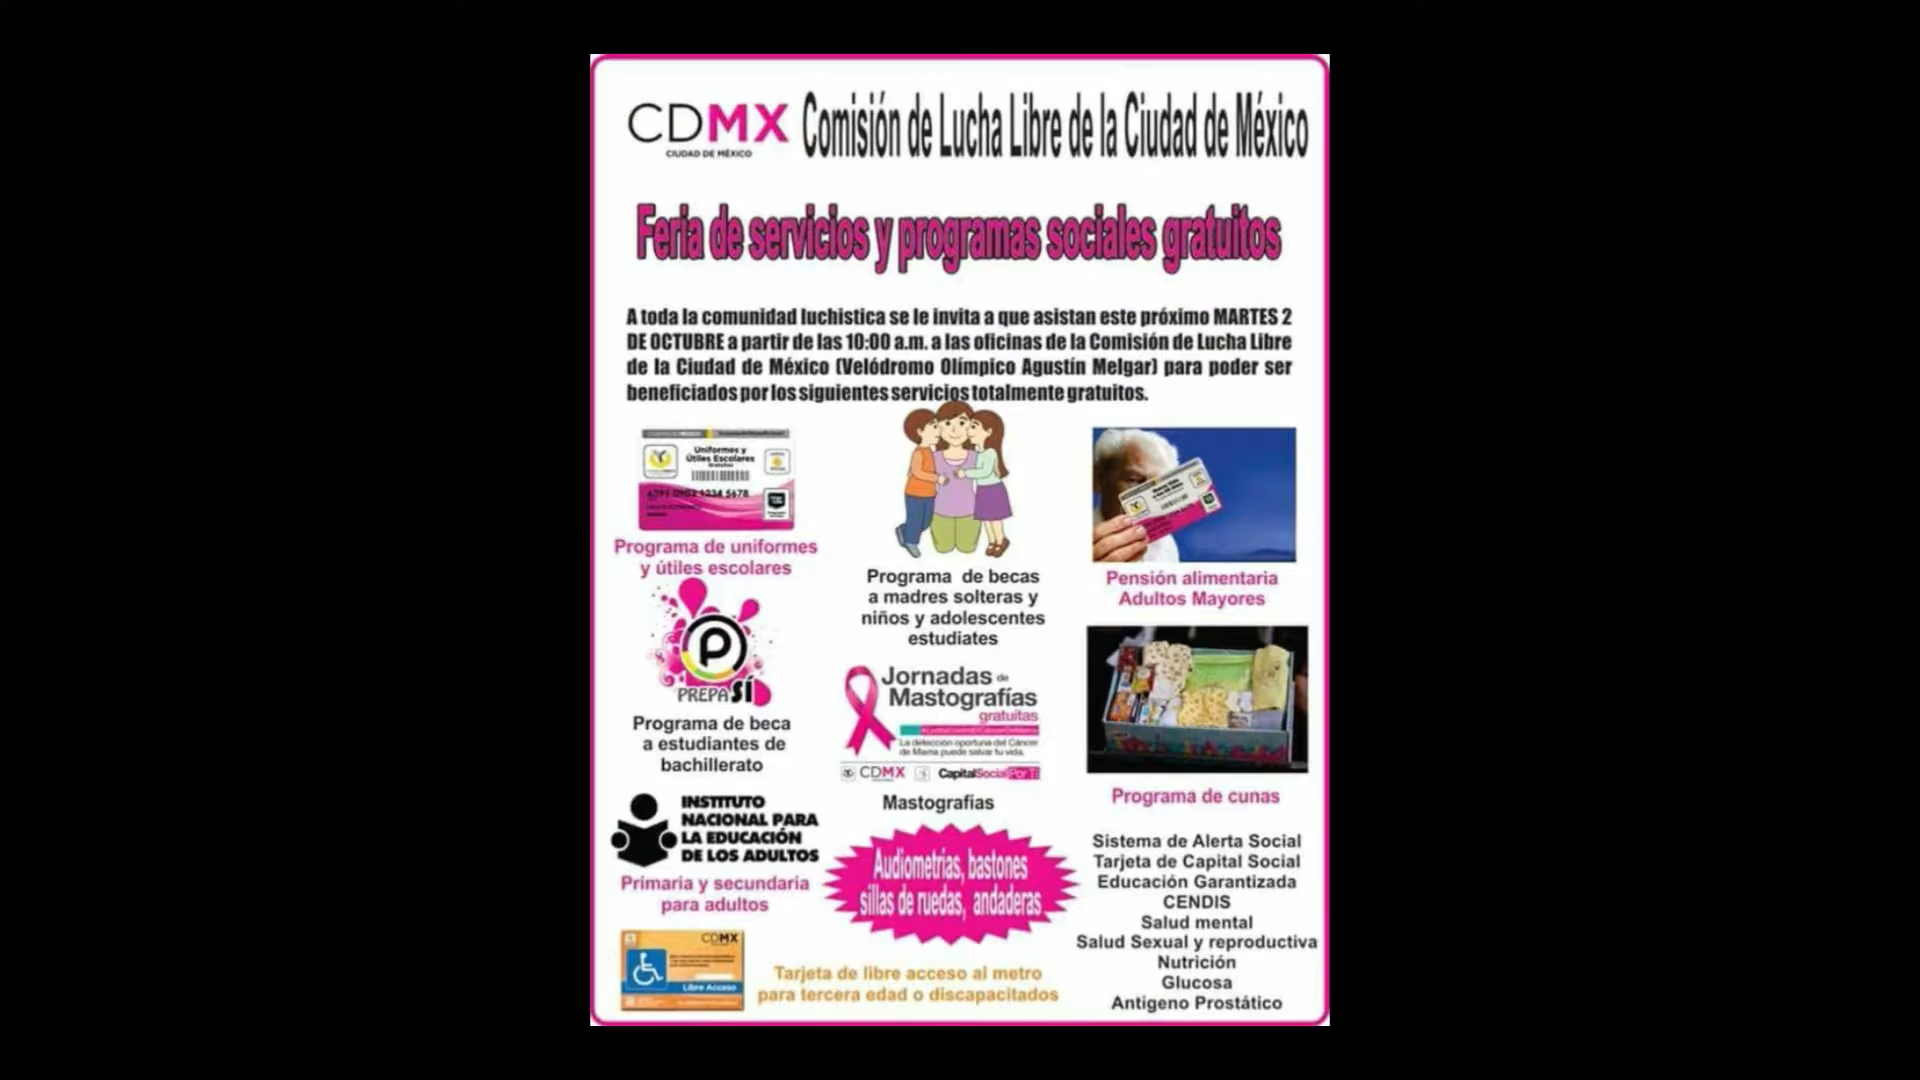 CDMX
CIUDAD DE MÉXICO
Comisión de Lucha Libre de la Ciudad de México
Feria de servicios y programas sociales gratuitos
A toda la comunidad luchistica se le invita a que asistan este próximo MARTES 2
DE OCTUBRE a partir de las 10:00 a.m. a las oficinas de la Comisión de Lucha Libre
de la Ciudad de México (Velódromo Olímpico Agustín Melgar) para poder ser
beneficiados por los siguientes servicios totalmente gratuitos.
Uniformes y
Útiles Escolares
Gratuitos
1234 5678
Programa de uniformes
y útiles escolares
Programa de becas
a madres solteras y
niños y adolescentes
estudiates
Pensión alimentaria
Adultos Mayores
P
PREPA SÍ
Programa de beca
a estudiantes de
bachillerato
Jornadas de
Mastografías
gratuitas
La detección oportuna del Cáncer
de Mama puede salvar tu vida.
CDMX
CapitalSocial Por Ti
Mastografías
Programa de cunas
INSTITUTO
NACIONAL PARA
LA EDUCACIÓN
DE LOS ADULTOS
Primaria y secundaria
para adultos
Audiometrías, bastones
sillas de ruedas, andaderas
Sistema de Alerta Social
Tarjeta de Capital Social
Educación Garantizada
CENDIS
Salud mental
Salud Sexual y reproductiva
Nutrición
Glucosa
Antigeno Prostático
CDMX
Libre Acceso
Tarjeta de libre acceso al metro
para tercera edad o discapacitados